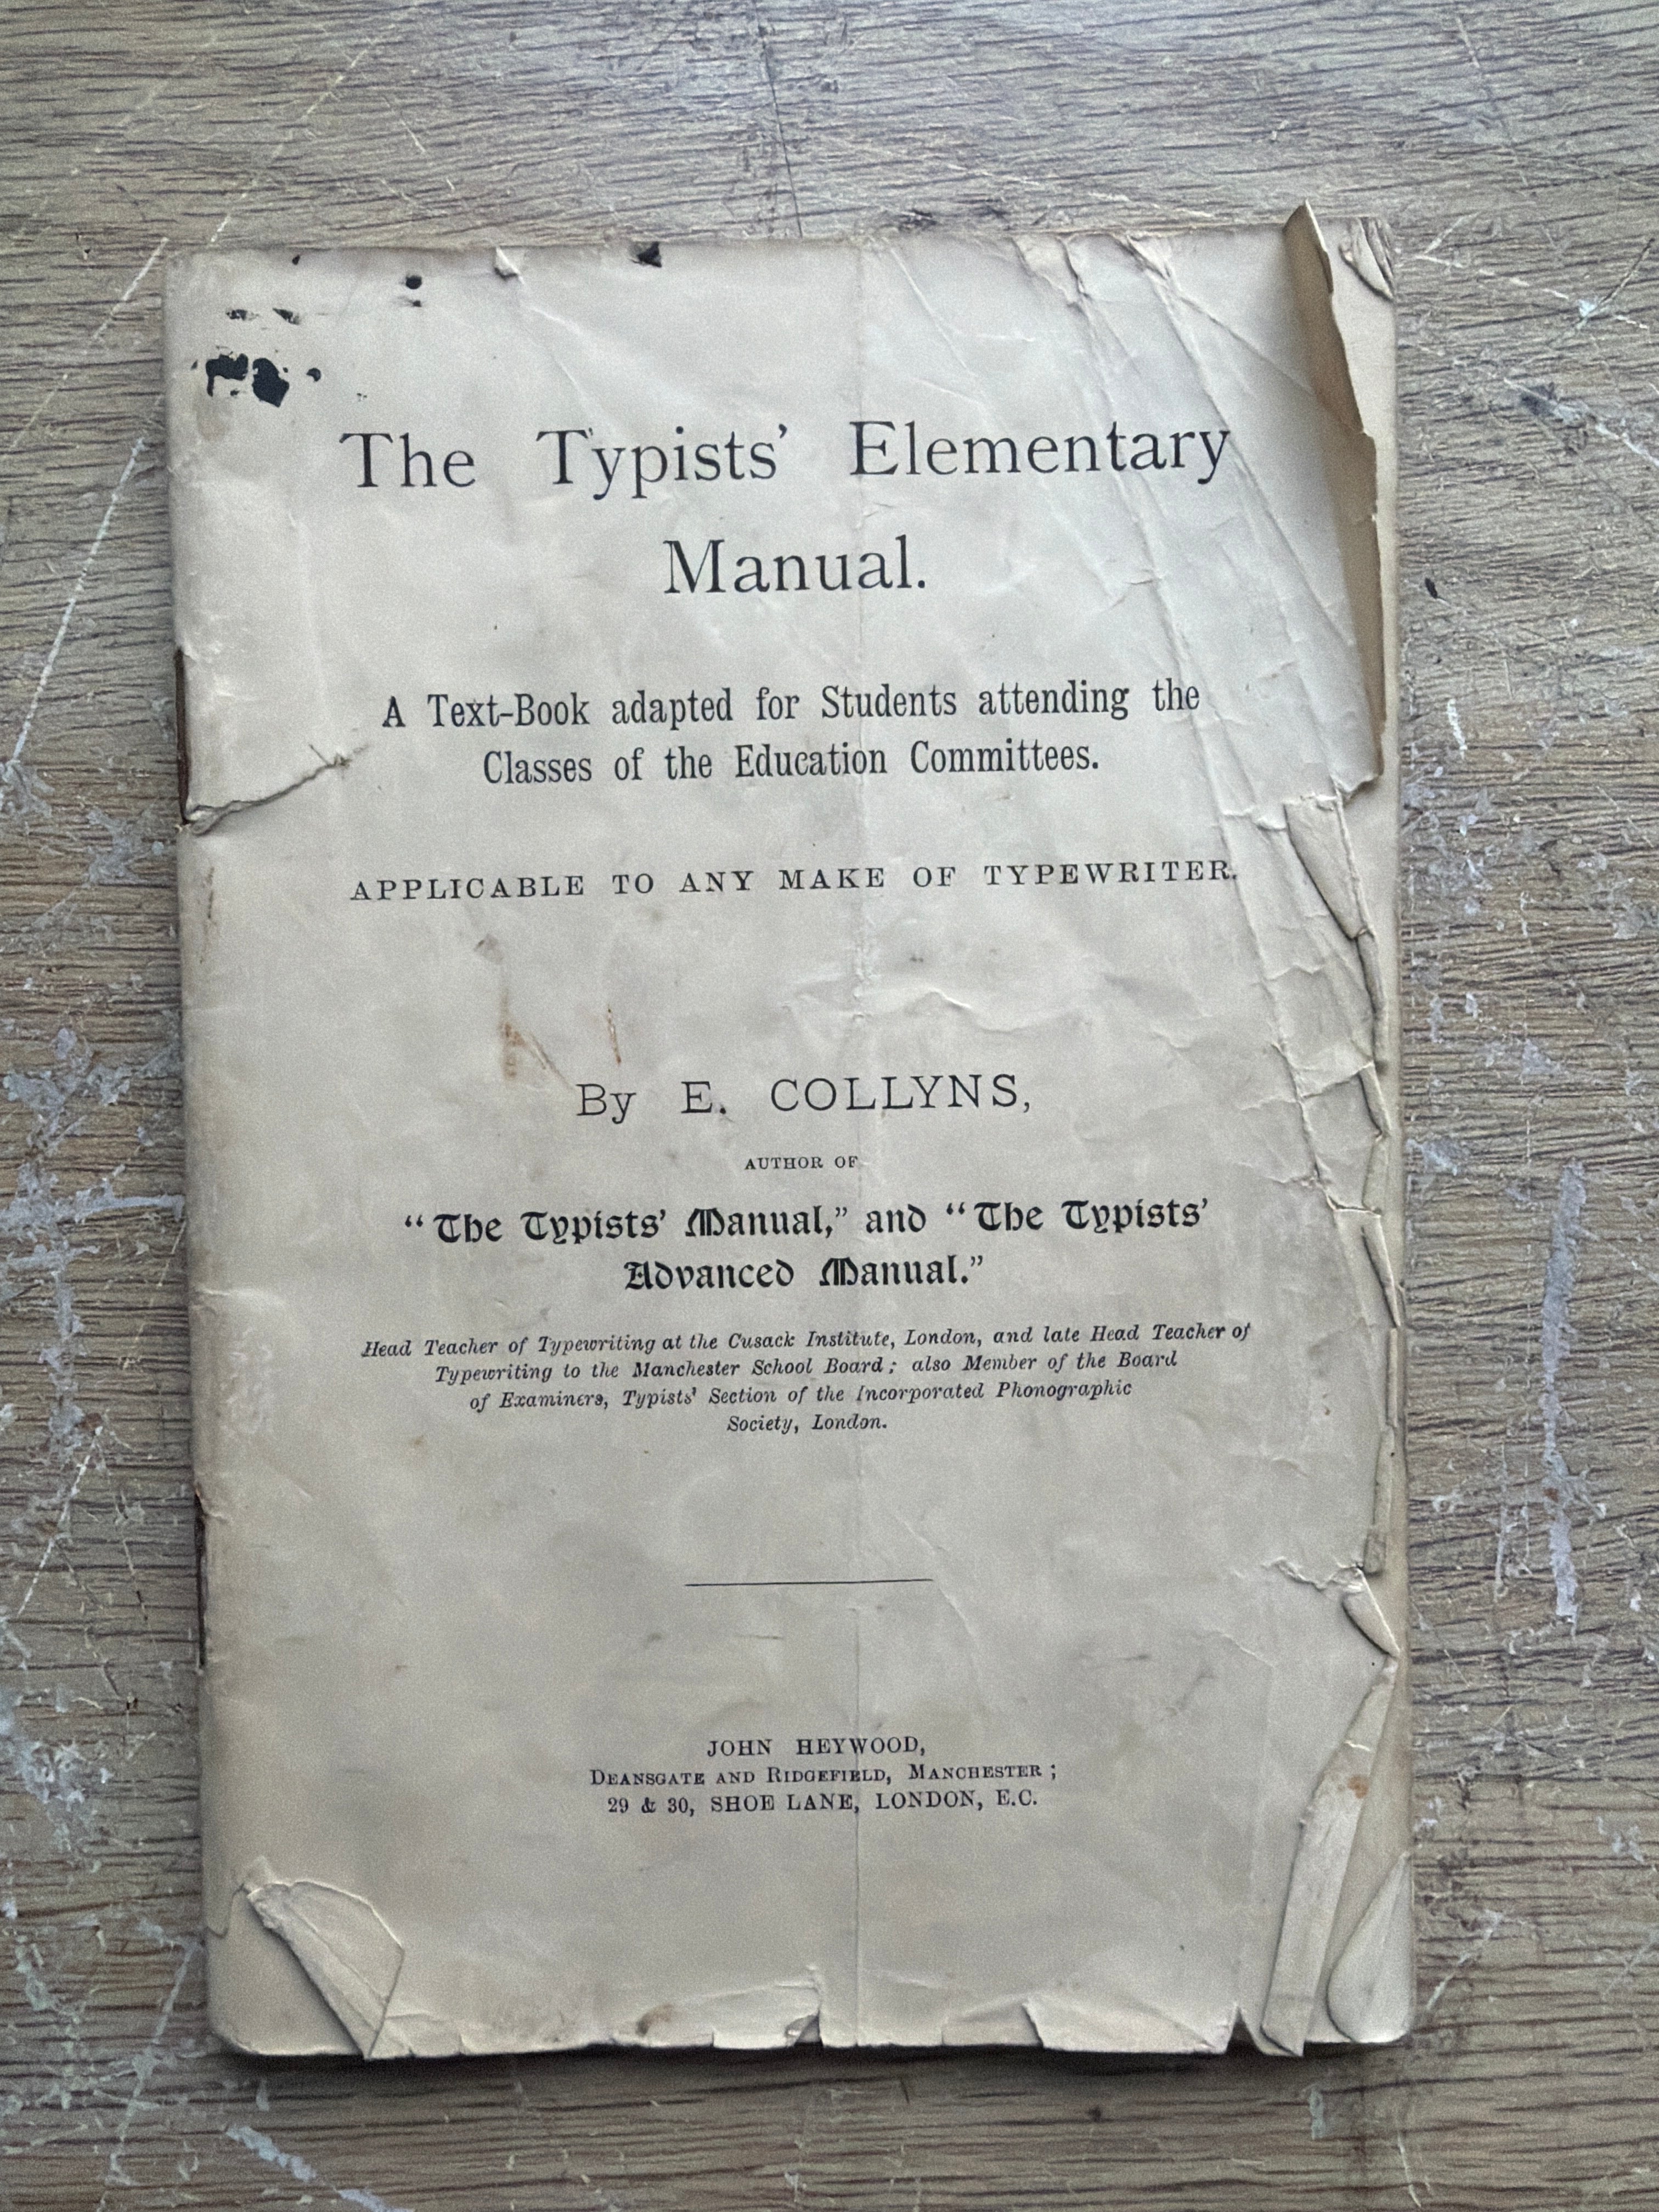 The Typists’ Elementary
Manual.
A Text-Book adapted for Students attending the
Classes of the Education Committees.
APPLICABLE TO ANY MAKE OF TYPEWRITER.
By E. COLLYNS,
AUTHOR OF
“The Typists’ Manual,” and “The Typists’
Advanced Manual.”
Head Teacher of Typewriting at the Cusack Institute, London, and late Head Teacher of
Typewriting to the Manchester School Board; also Member of the Board
of Examiners, Typists’ Section of the Incorporated Phonographic
Society, London.
JOHN HEYWOOD,
DEANSGATE AND RIDGEFIELD, MANCHESTER;
29 & 30, SHOE LANE, LONDON, E.C.